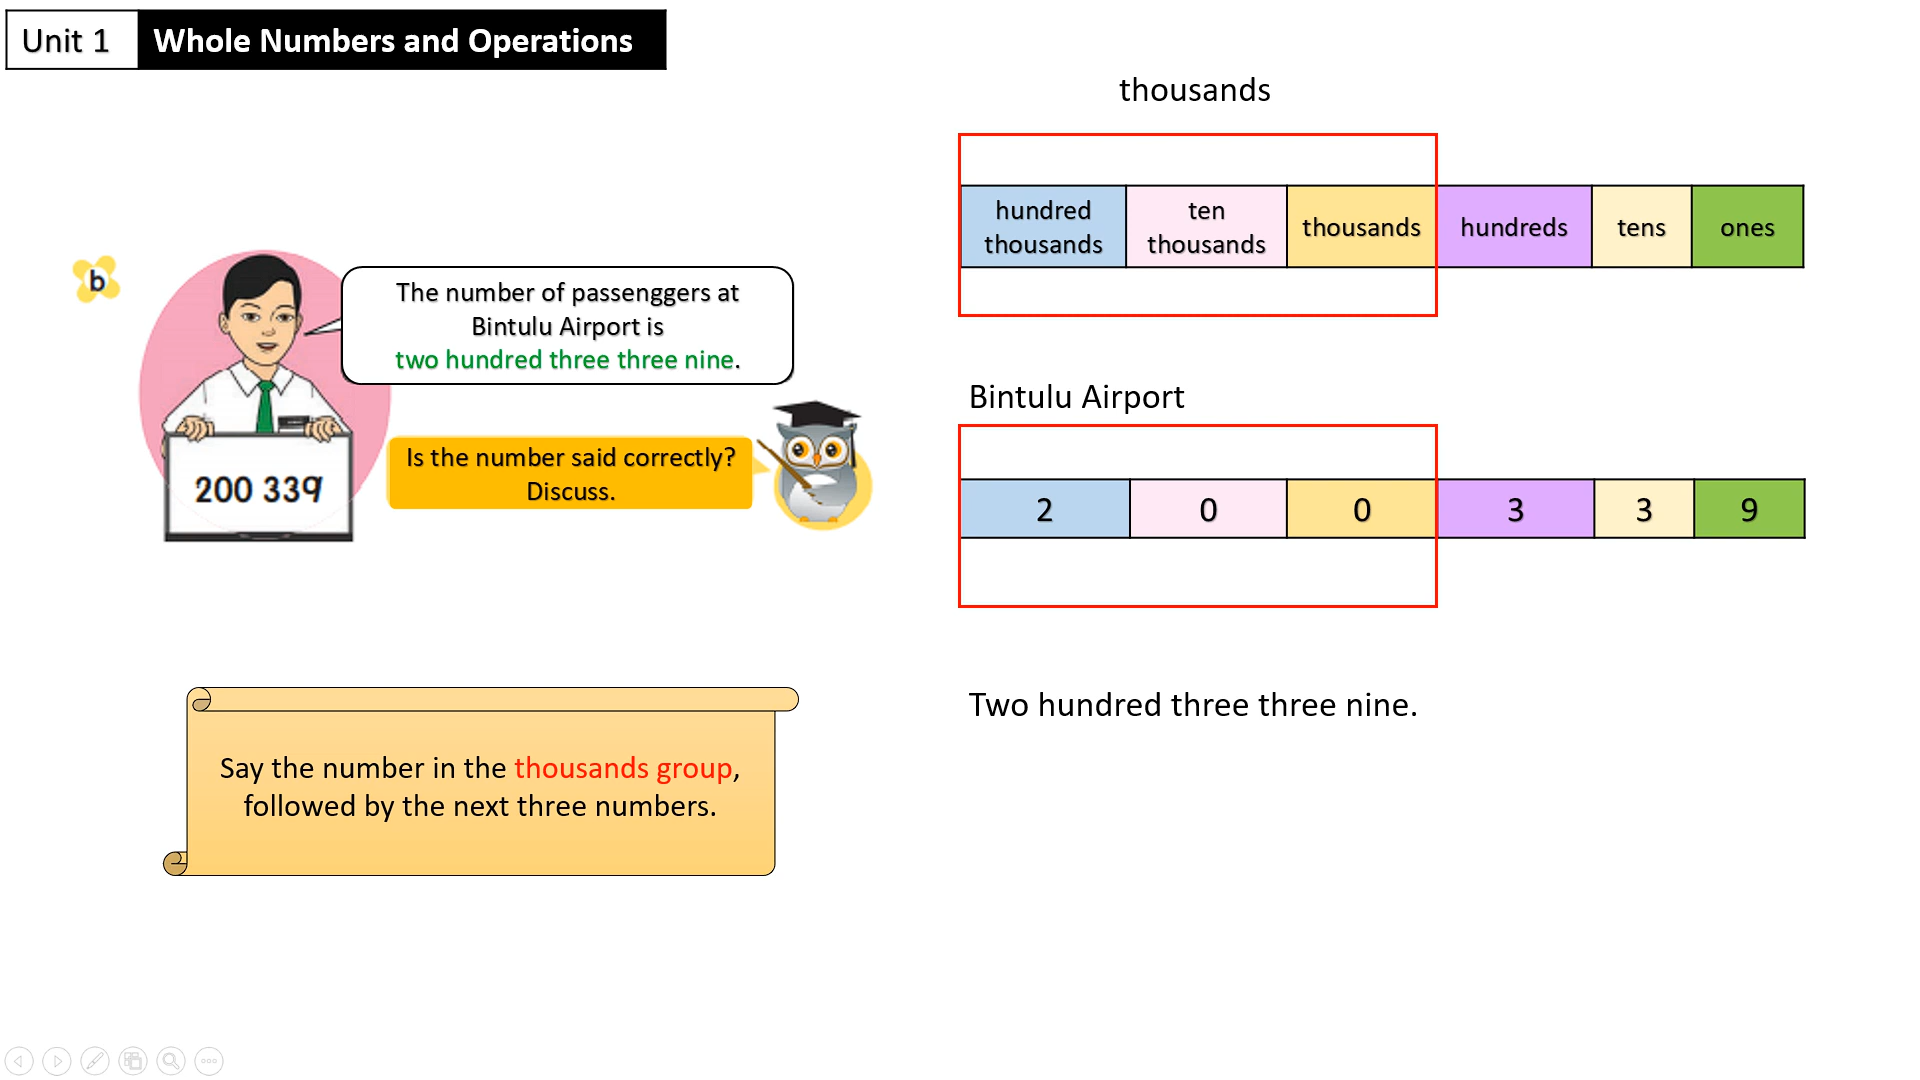 Unit 1
Whole Numbers and Operations
b
The number of passenggers at
Bintulu Airport is
two hundred three three nine.
200 339
Is the number said correctly?
Discuss.
Say the number in the thousands group,
followed by the next three numbers.
thousands
hundred thousands ten thousands thousands hundreds tens ones
Bintulu Airport
2 0 0 3 3 9
Two hundred three three nine.